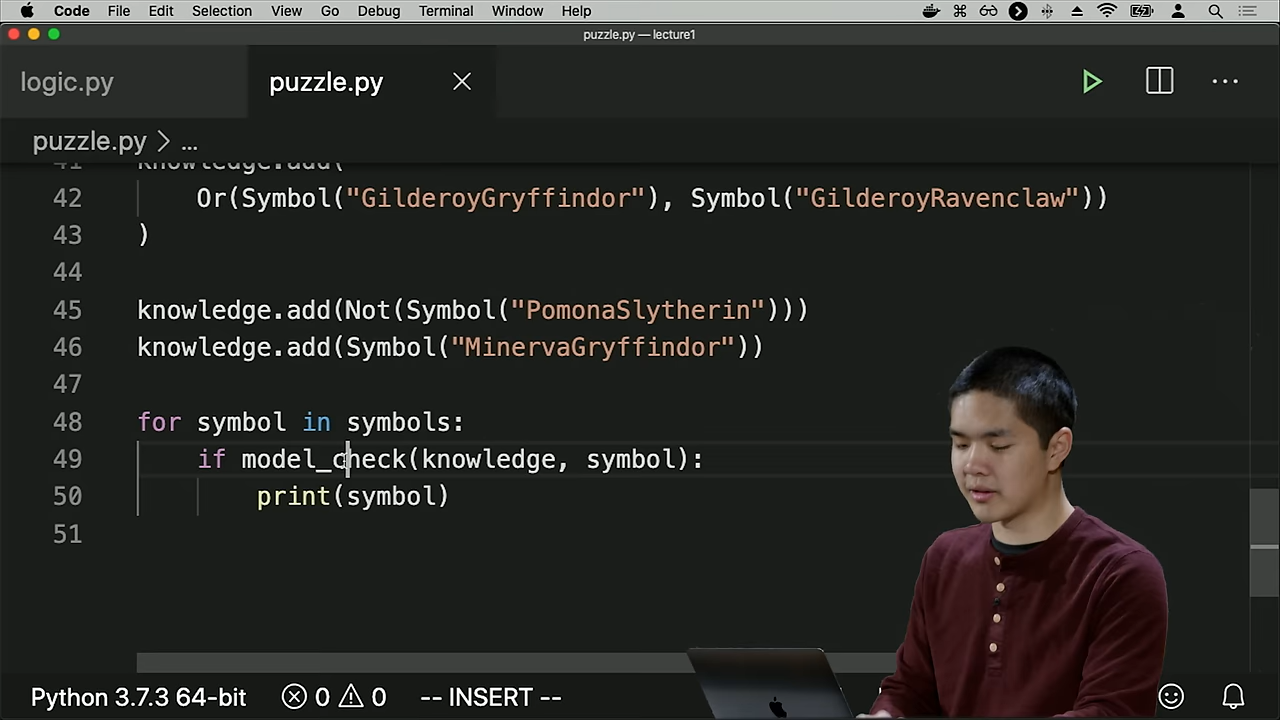 Code File Edit Selection View Go Debug Terminal Window Help
puzzle.py — lecture1
logic.py puzzle.py
puzzle.py > ...
41 knowledge.add(
42 Or(Symbol("GilderoyGryffindor"), Symbol("GilderoyRavenclaw"))
43 )
44
45 knowledge.add(Not(Symbol("PomonaSlytherin")))
46 knowledge.add(Symbol("MinervaGryffindor"))
47
48 for symbol in symbols:
49 if model_check(knowledge, symbol):
50 print(symbol)
51
Python 3.7.3 64-bit 0 0 -- INSERT --